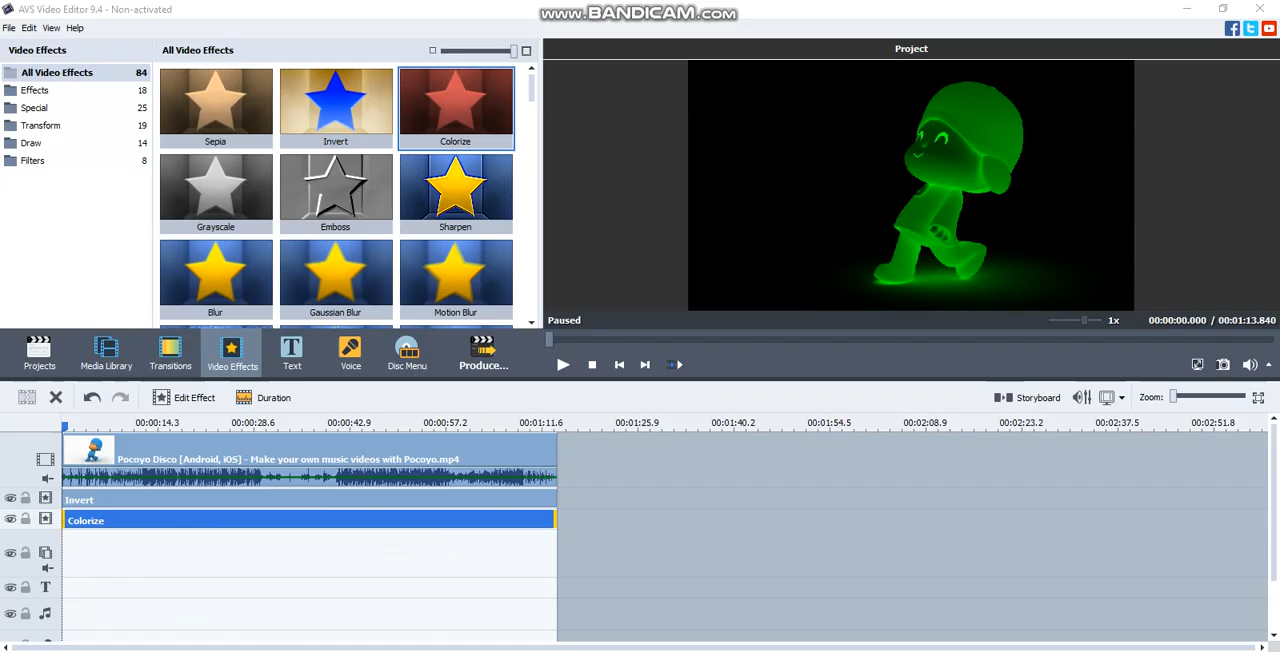 AVS Video Editor 9.4 - Non-activated
www.BANDICAM.com
File Edit View Help
Video Effects
All Video Effects
Project
All Video Effects 84
Effects 18
Special 25
Transform 19
Draw 14
Filters 8
Sepia Invert Colorize
Grayscale Emboss Sharpen
Blur Gaussian Blur Motion Blur
Paused 1x 00:00:00.000 / 00:01:13.840
Projects Media Library Transitions Video Effects Text Voice Disc Menu Produce...
Edit Effect Duration Storyboard Zoom:
00:00:14.3 00:00:28.6 00:00:42.9 00:00:57.2 00:01:11.6 00:01:25.9 00:01:40.2 00:01:54.5 00:02:08.9 00:02:23.2 00:02:37.5 00:02:51.8
Pocoyo Disco [Android, iOS] - Make your own music videos with Pocoyo.mp4
Invert
Colorize